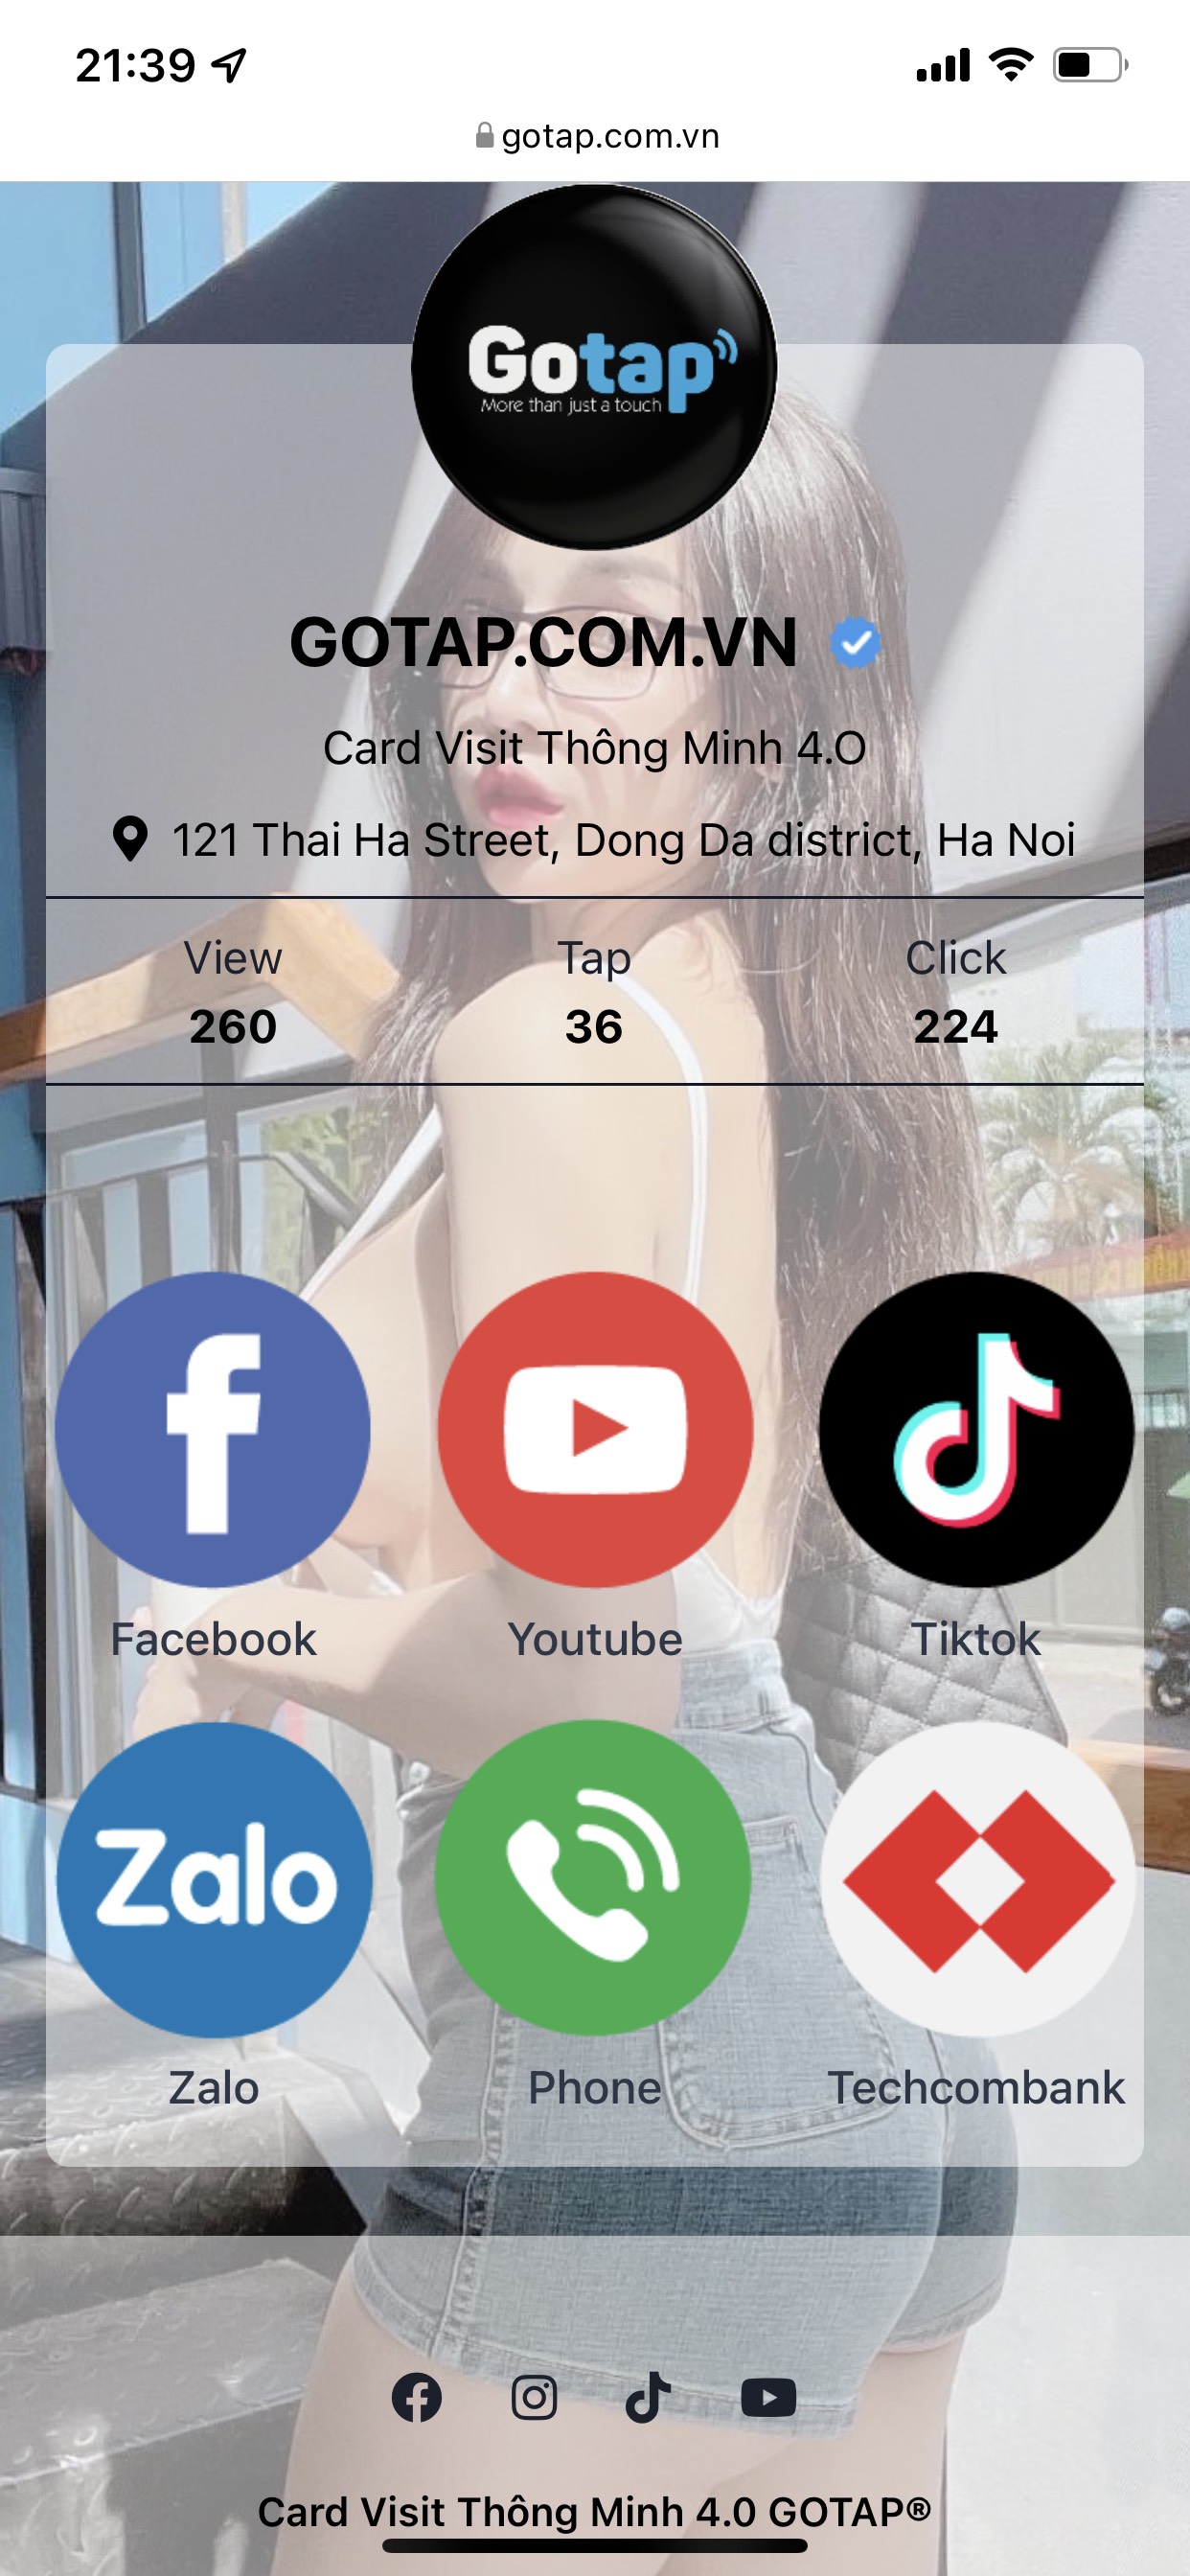 21:39
gotap.com.vn
Gotap
More than just a touch
GOTAP.COM.VN
Card Visit Thông Minh 4.O
121 Thai Ha Street, Dong Da district, Ha Noi
View Tap Click
260 36 224
Facebook Youtube Tiktok
Zalo
Zalo Phone Techcombank
Card Visit Thông Minh 4.0 GOTAP®